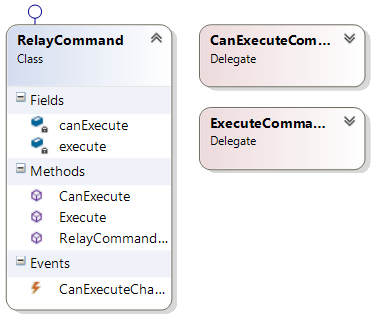 RelayCommand
Class
Fields
canExecute
execute
Methods
CanExecute
Execute
RelayCommand...
Events
CanExecuteCha...
CanExecuteCom...
Delegate
ExecuteComma...
Delegate